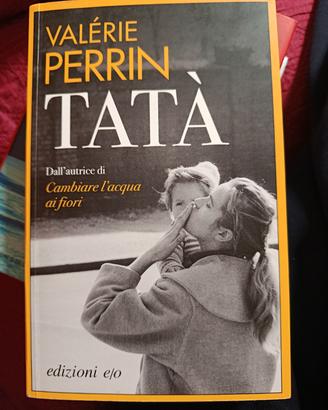 VALÉRIE
PERRIN
TATÀ
Dall'autrice di
Cambiare l'acqua
ai fiori
edizioni e/o